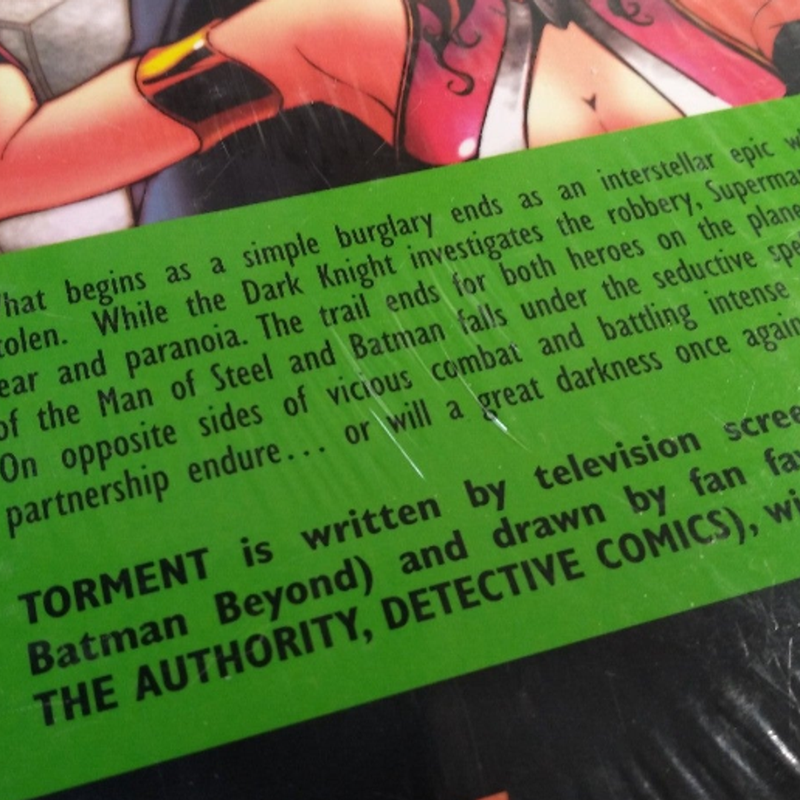 hat begins as a simple burglary ends as an interstellar epic w
tolen. While the Dark Knight investigates the robbery, Superma
ear and paranoia. The trail ends for both heroes on the plane
of the Man of Steel and Batman falls under the seductive spe
On opposite sides of vicious combat and battling intense
partnership endure... or will a great darkness once again
TORMENT is written by television scree
Batman Beyond) and drawn by fan fav
THE AUTHORITY, DETECTIVE COMICS), wi